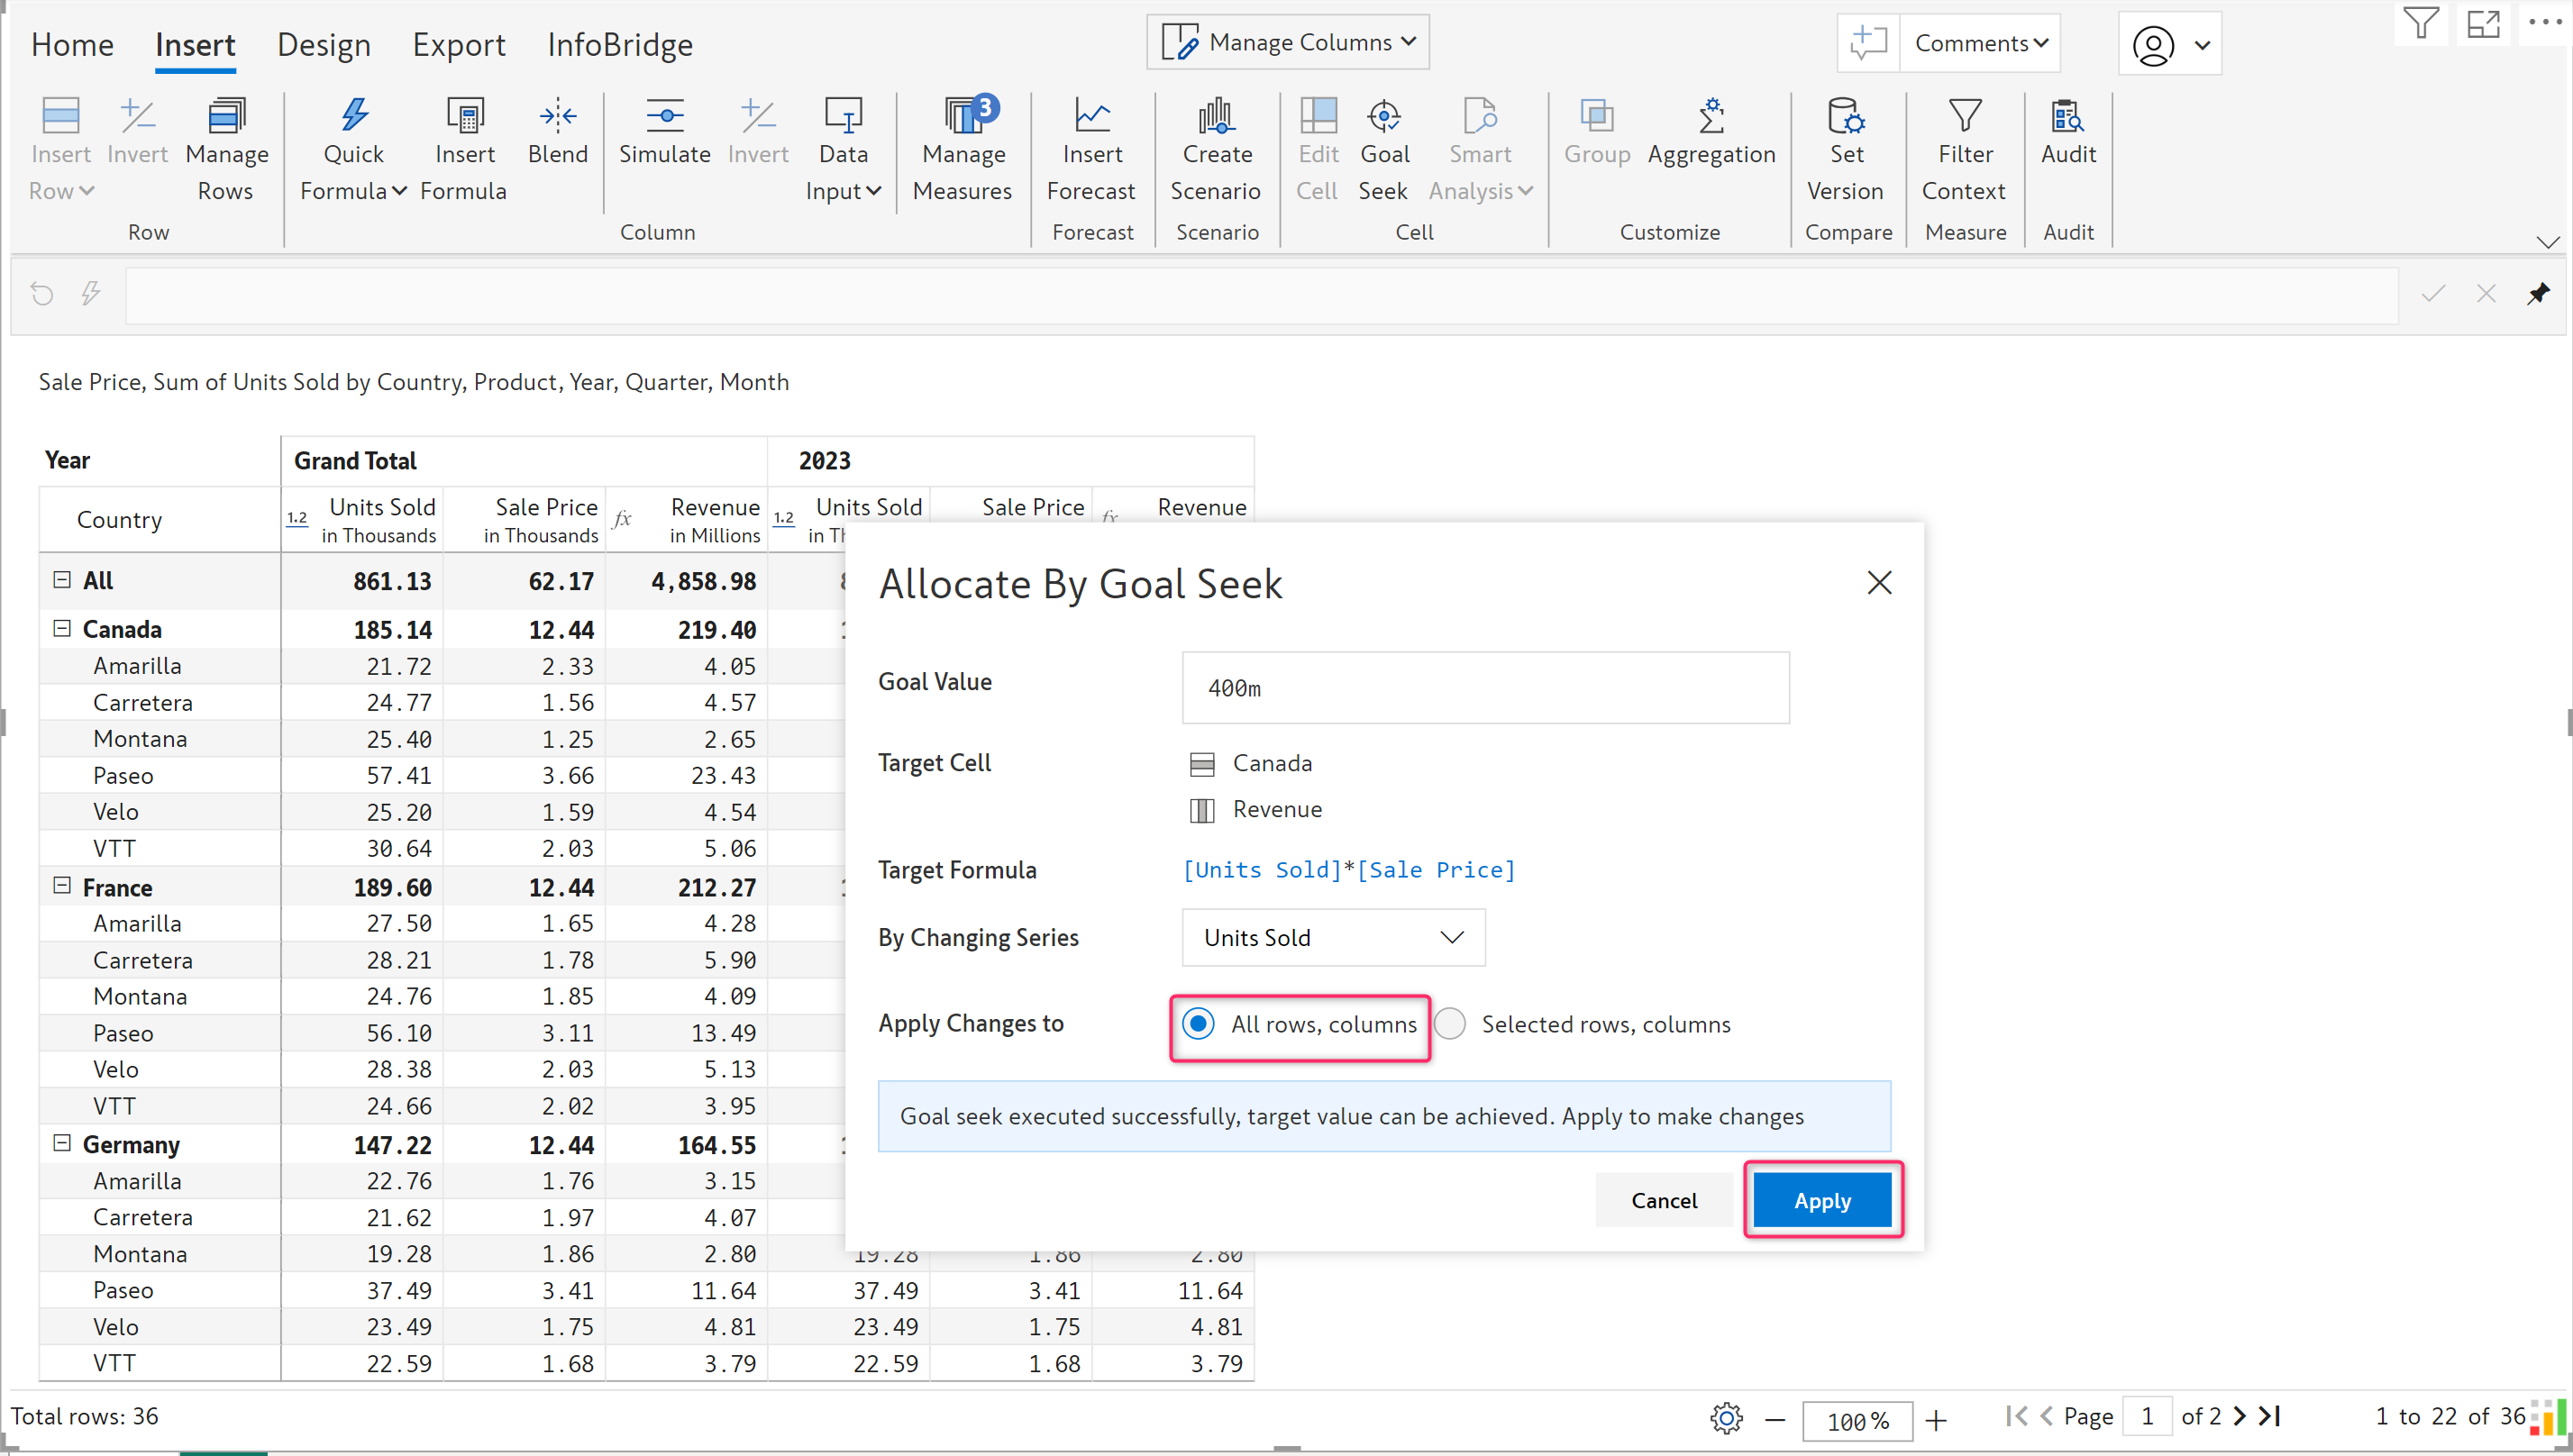 Home Insert Design Export InfoBridge Manage Columns Comments
Insert Invert Manage Quick Insert Blend Simulate Invert Data Manage 3 Insert Create Edit Goal Smart Group Aggregation Set Filter Audit
Row Rows Formula Formula Input Measures Forecast Scenario Cell Seek Analysis Version Context
Row Column Forecast Scenario Cell Customize Compare Measure Audit
Sale Price, Sum of Units Sold by Country, Product, Year, Quarter, Month
Year Grand Total 2023
Country 1.2 Units Sold Sale Price fx Revenue 1.2 Units Sold Sale Price fx Revenue
in Thousands in Thousands in Millions in
All 861.13 62.17 4,858.98
Canada 185.14 12.44 219.40
Amarilla 21.72 2.33 4.05
Carretera 24.77 1.56 4.57
Montana 25.40 1.25 2.65
Paseo 57.41 3.66 23.43
Velo 25.20 1.59 4.54
VTT 30.64 2.03 5.06
France 189.60 12.44 212.27
Amarilla 27.50 1.65 4.28
Carretera 28.21 1.78 5.90
Montana 24.76 1.85 4.09
Paseo 56.10 3.11 13.49
Velo 28.38 2.03 5.13
VTT 24.66 2.02 3.95
Germany 147.22 12.44 164.55
Amarilla 22.76 1.76 3.15
Carretera 21.62 1.97 4.07
Montana 19.28 1.86 2.80 19.28 1.86 2.80
Paseo 37.49 3.41 11.64 37.49 3.41 11.64
Velo 23.49 1.75 4.81 23.49 1.75 4.81
VTT 22.59 1.68 3.79 22.59 1.68 3.79
Allocate By Goal Seek
Goal Value 400m
Target Cell Canada
Revenue
Target Formula [Units Sold]*[Sale Price]
By Changing Series Units Sold
Apply Changes to All rows, columns Selected rows, columns
Goal seek executed successfully, target value can be achieved. Apply to make changes
Cancel Apply
Total rows: 36 100% Page 1 of 2 1 to 22 of 36